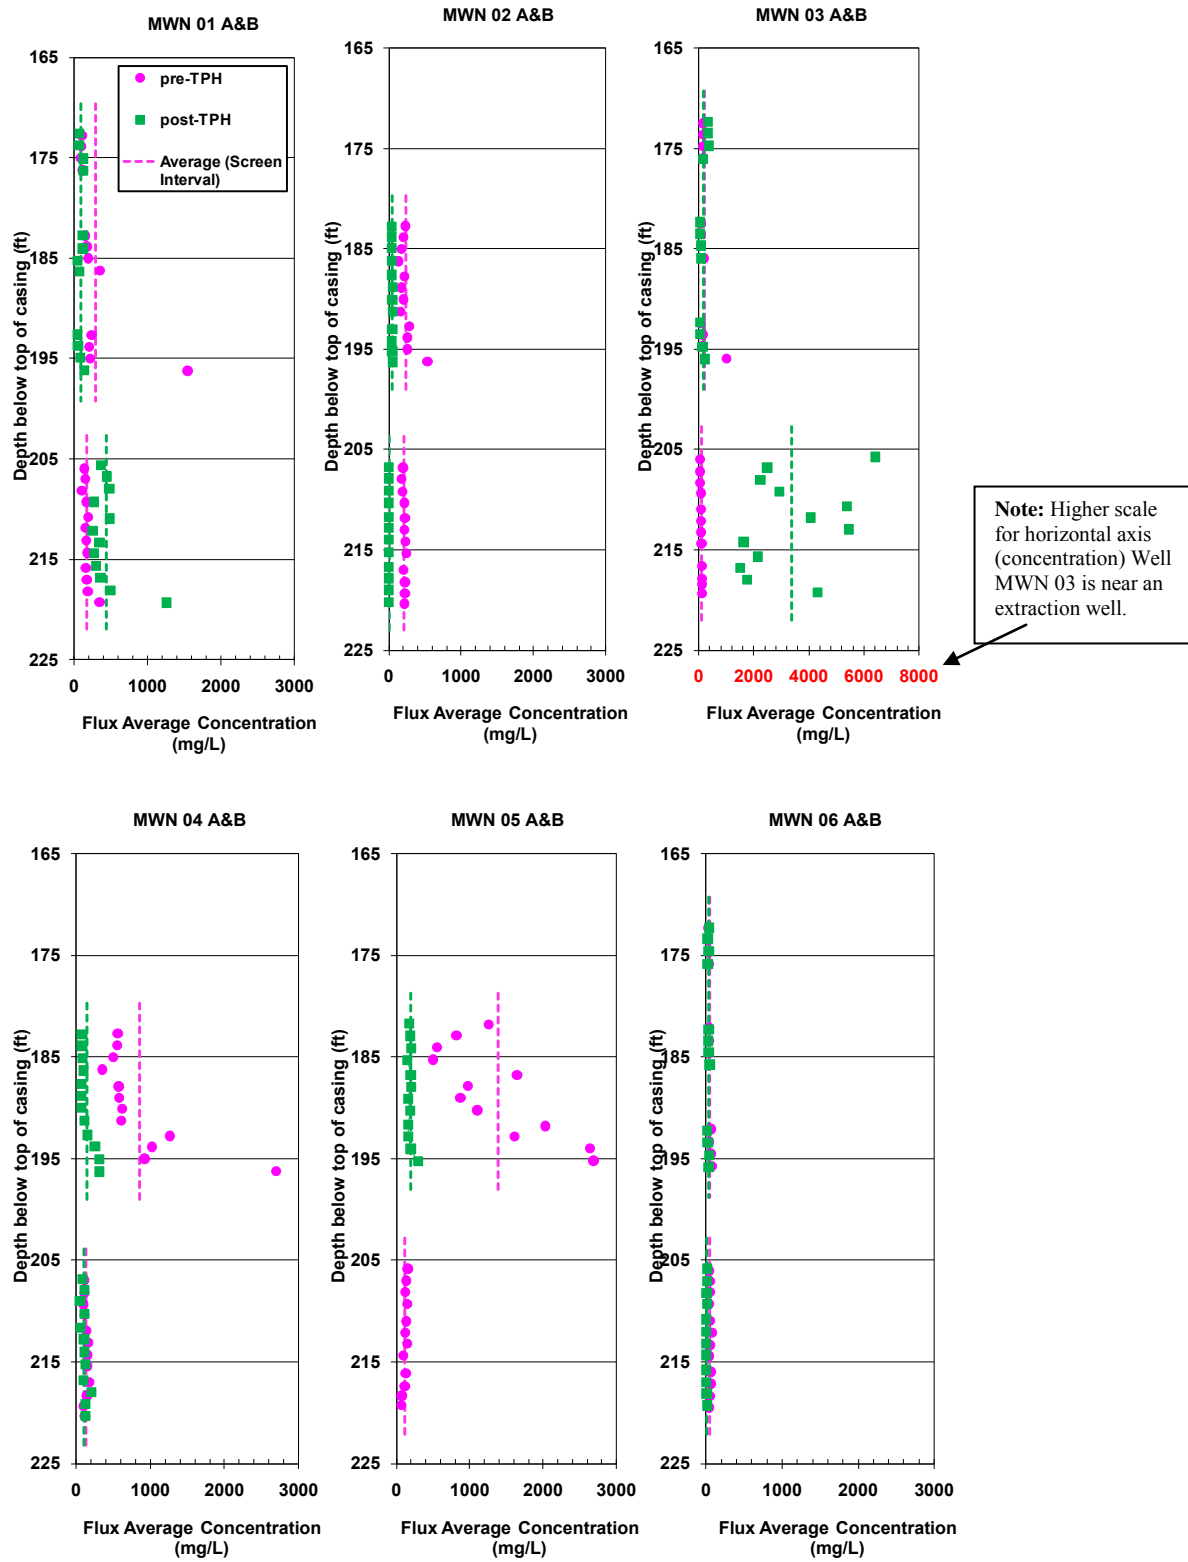 MWN 01 A&B
165
175
185
195
205
215
225
Depth below top of casing (ft)
pre-TPH
post-TPH
Average (Screen
Interval)
0 1000 2000 3000
Flux Average Concentration
(mg/L)
MWN 02 A&B
165
175
185
195
205
215
225
Depth below top of casing (ft)
0 1000 2000 3000
Flux Average Concentration
(mg/L)
MWN 03 A&B
165
175
185
195
205
215
225
Depth below top of casing (ft)
0 2000 4000 6000 8000
Flux Average Concentration
(mg/L)
Note: Higher scale
for horizontal axis
(concentration) Well
MWN 03 is near an
extraction well.
MWN 04 A&B
165
175
185
195
205
215
225
Depth below top of casing (ft)
0 1000 2000 3000
Flux Average Concentration
(mg/L)
MWN 05 A&B
165
175
185
195
205
215
225
Depth below top of casing (ft)
0 1000 2000 3000
Flux Average Concentration
(mg/L)
MWN 06 A&B
165
175
185
195
205
215
225
Depth below top of casing (ft)
0 1000 2000 3000
Flux Average Concentration
(mg/L)